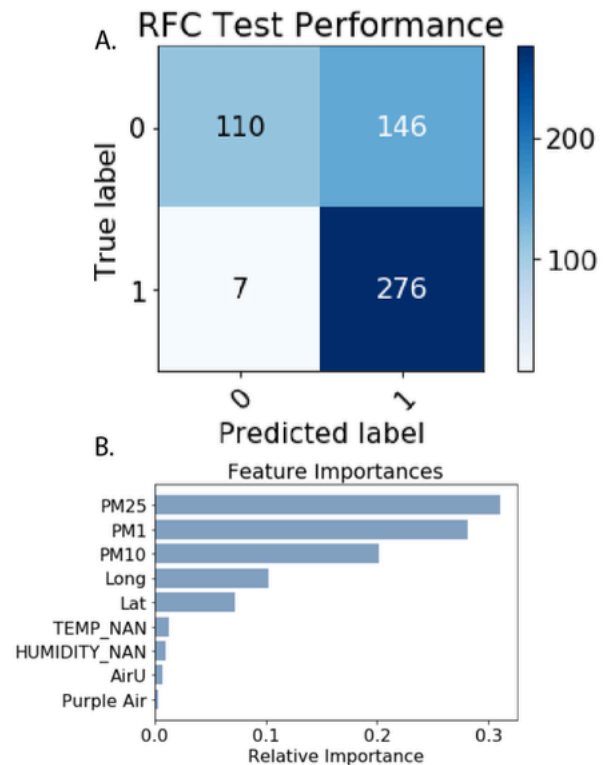 A.
RFC Test Performance
True label
0
110
146
200
1
7
276
100
0
1
Predicted label
B.
Feature Importances
PM25
PM1
PM10
Long
Lat
TEMP_NAN
HUMIDITY_NAN
AirU
Purple Air
0.0 0.1 0.2 0.3
Relative Importance